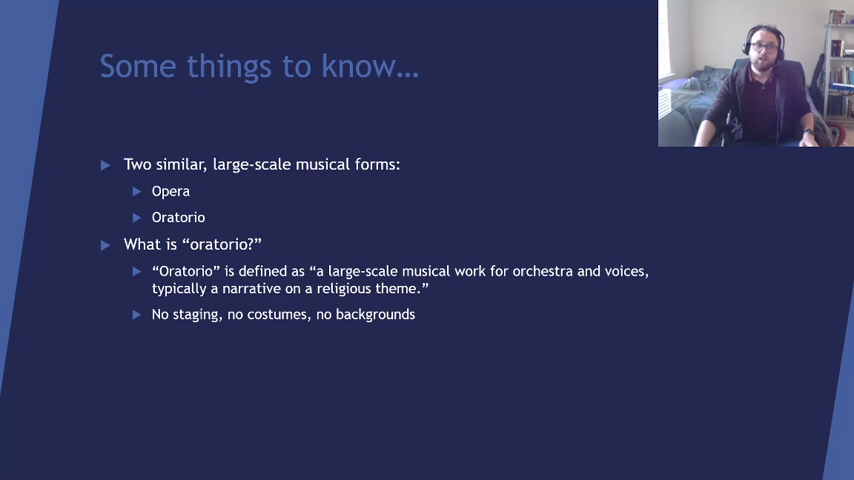 Some things to know…
Two similar, large-scale musical forms:
Opera
Oratorio
What is “oratorio?”
“Oratorio” is defined as “a large-scale musical work for orchestra and voices,
typically a narrative on a religious theme.”
No staging, no costumes, no backgrounds